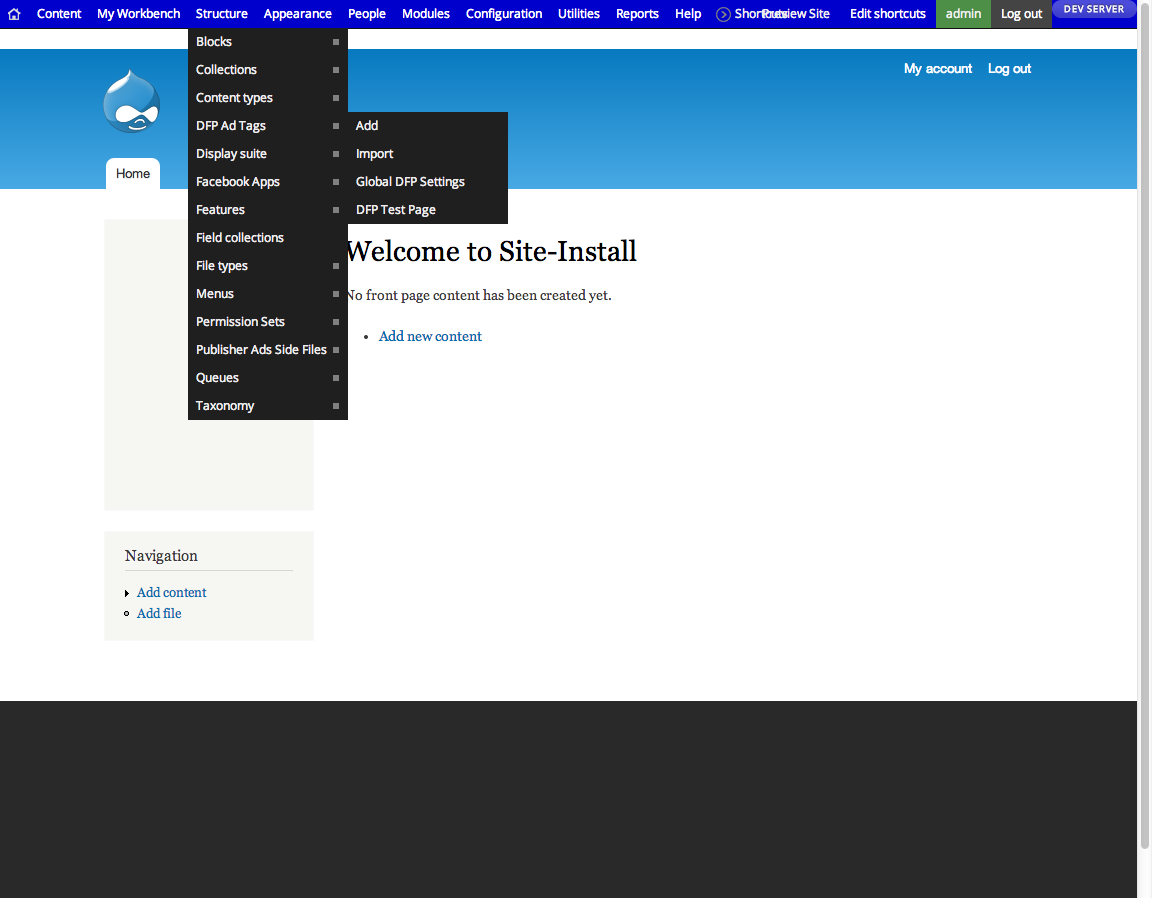 Content My Workbench Structure Appearance People Modules Configuration Utilities Reports Help Shortcuts Preview Site Edit shortcuts admin Log out DEV SERVER
My account Log out
Home
Blocks
Collections
Content types
DFP Ad Tags
Display suite
Facebook Apps
Features
Field collections
File types
Menus
Permission Sets
Publisher Ads Side Files
Queues
Taxonomy
Add
Import
Global DFP Settings
DFP Test Page
Welcome to Site-Install
No front page content has been created yet.
Add new content
Navigation
Add content
Add file